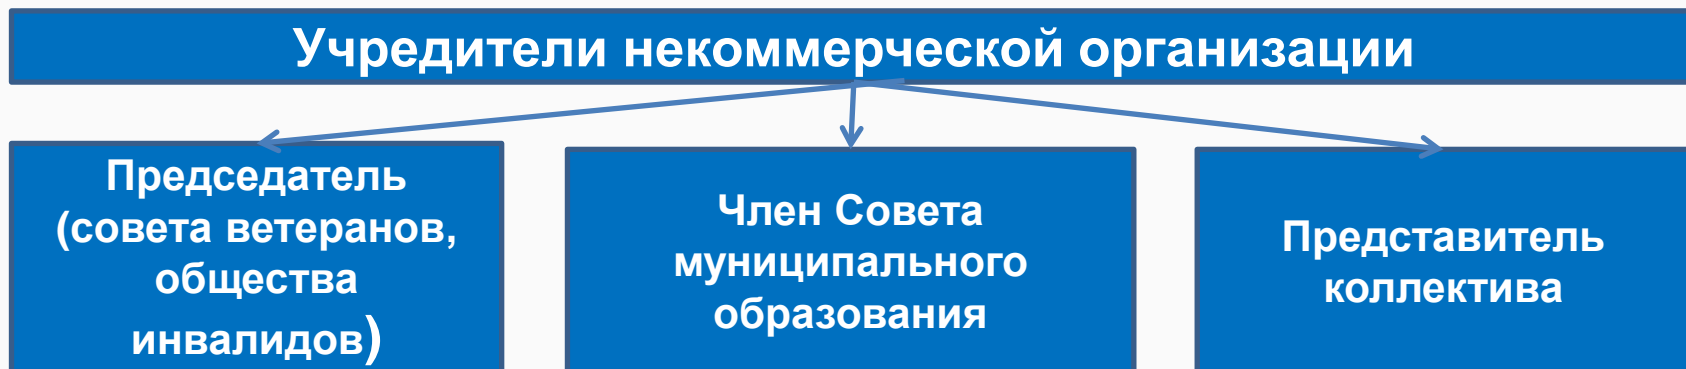 Учредители некоммерческой организации
Председатель
(совета ветеранов,
общества
инвалидов)
Член Совета
муниципального
образования
Представитель
коллектива